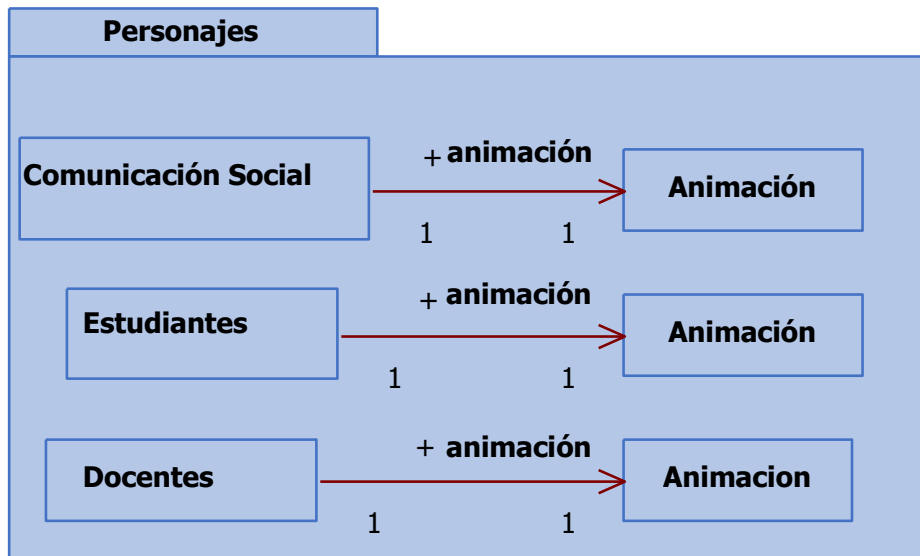 Personajes
+ animación
Comunicación Social
Animación
1 1
+ animación
Estudiantes
Animación
1 1
+ animación
Docentes
Animacion
1 1